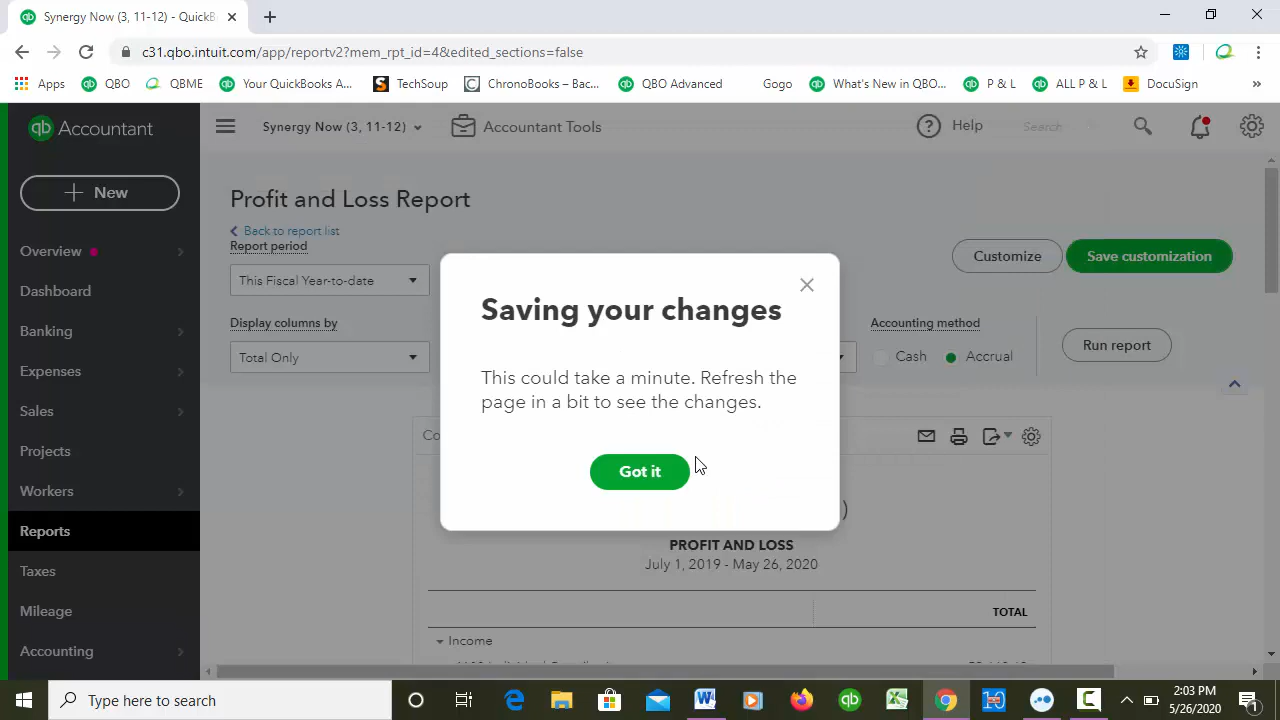 Synergy Now (3, 11-12) - QuickB
c31.qbo.intuit.com/app/reportv2?mem_rpt_id=4&edited_sections=false
Apps QBO QBME Your QuickBooks A... TechSoup ChronoBooks – Bac... QBO Advanced Gogo What's New in QBO... P & L ALL P & L DocuSign »
qb Accountant
Synergy Now (3, 11-12) Accountant Tools Help Search
+ New
Overview
Dashboard
Banking
Expenses
Sales
Projects
Workers
Reports
Taxes
Mileage
Accounting
Profit and Loss Report
Back to report list
Report period
This Fiscal Year-to-date
Customize Save customization
Display columns by
Total Only
Accounting method
Cash Accrual
Run report
Saving your changes
This could take a minute. Refresh the
page in a bit to see the changes.
Got it
Co
)
PROFIT AND LOSS
July 1, 2019 - May 26, 2020
TOTAL
Income
Type here to search
2:03 PM
5/26/2020
1